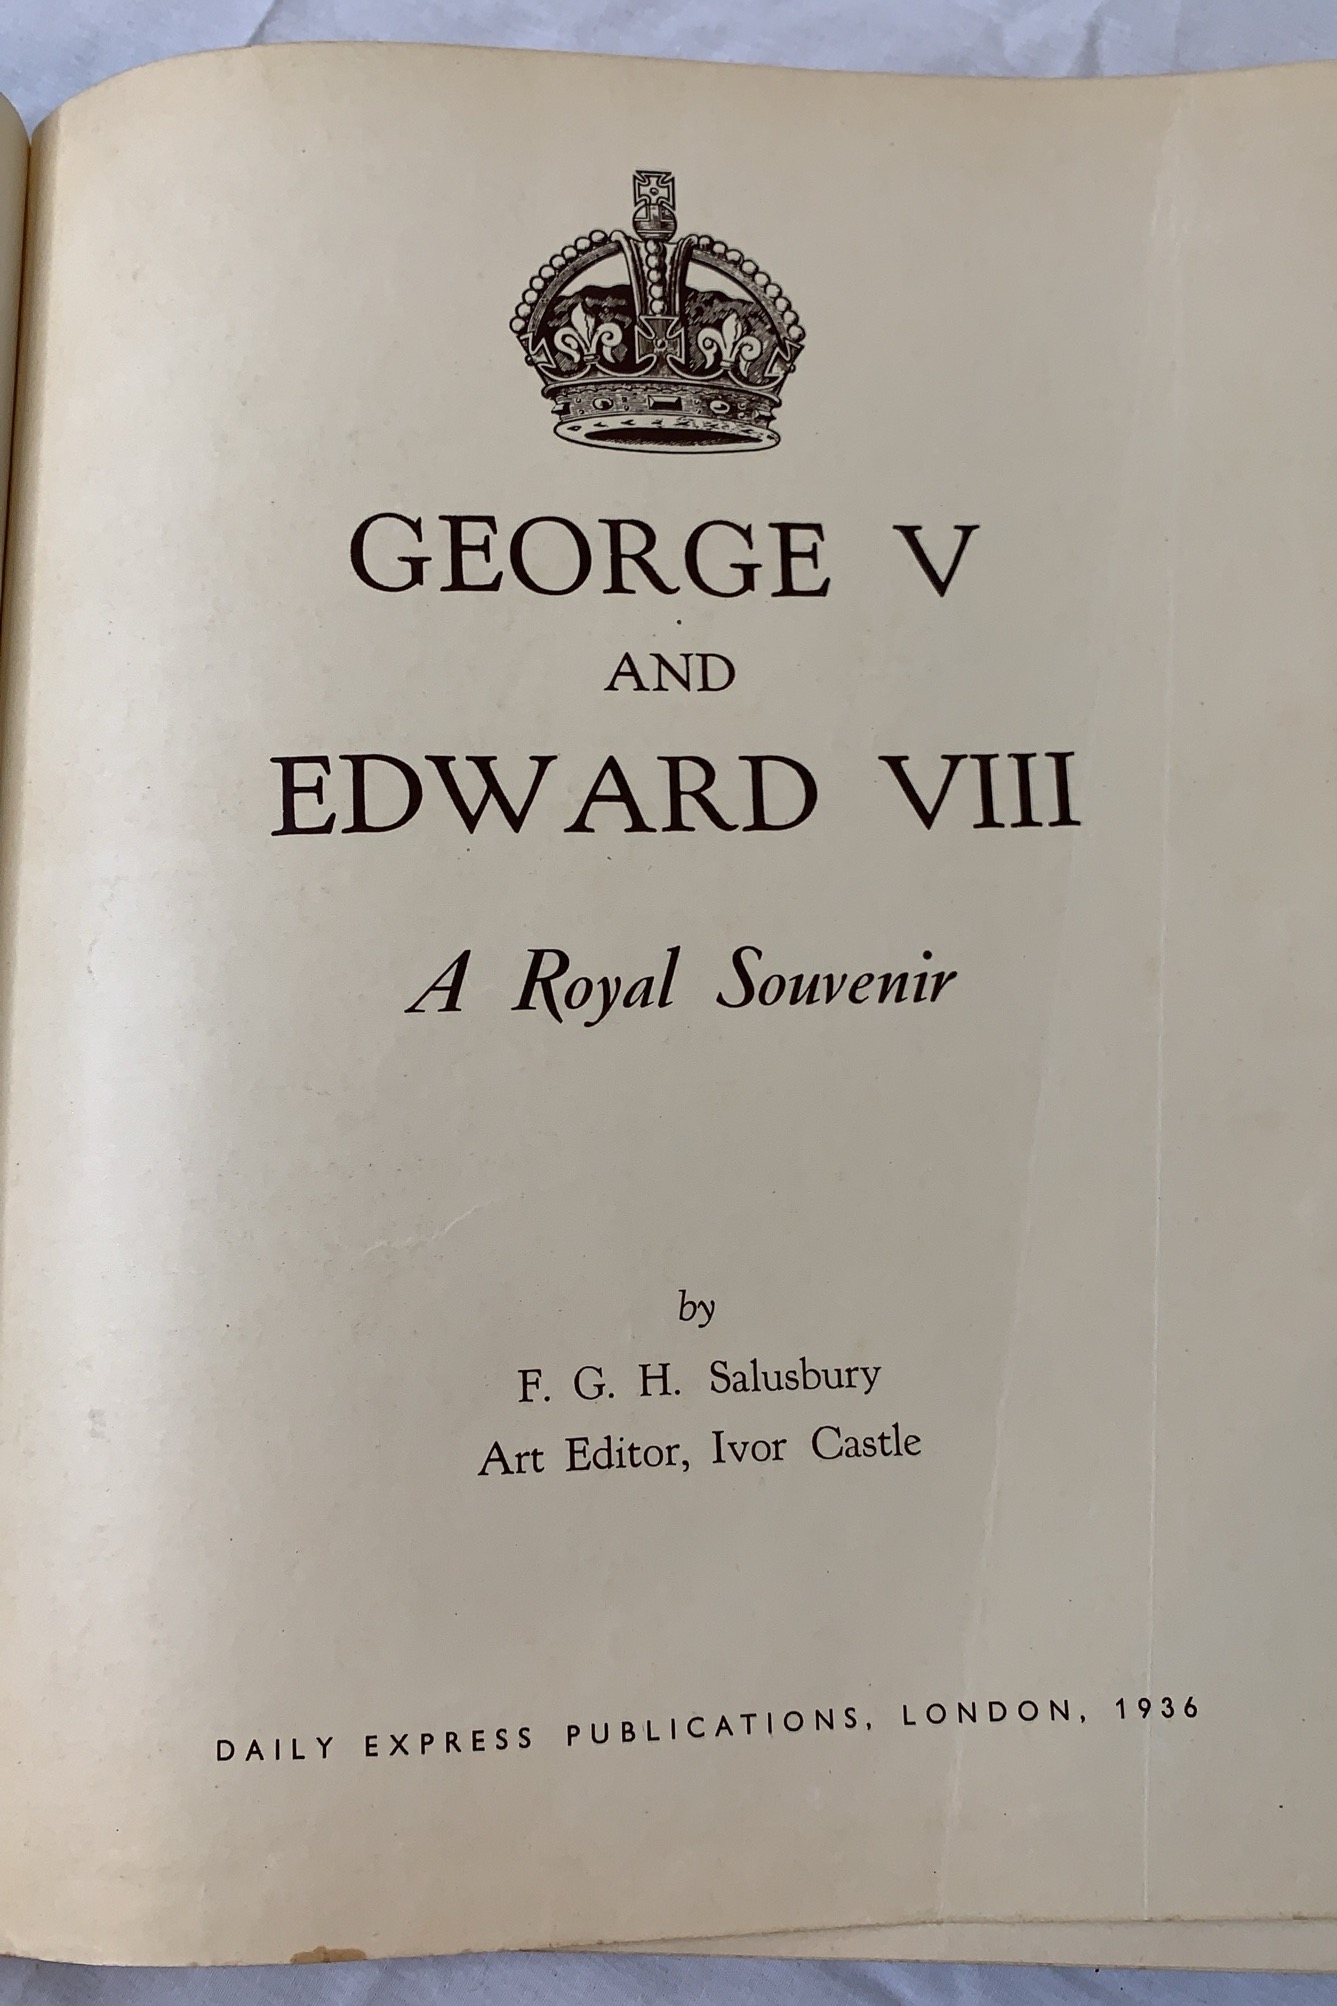 GEORGE V
AND
EDWARD VIII
A Royal Souvenir
by
F. G. H. Salusbury
Art Editor, Ivor Castle
DAILY EXPRESS PUBLICATIONS, LONDON, 1936